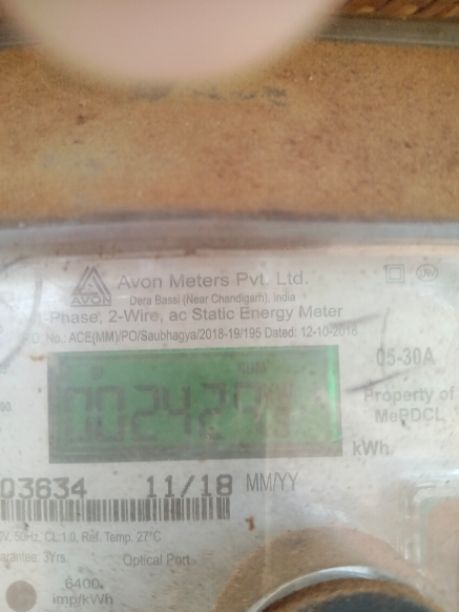 Avon Meters Pvt. Ltd.
AVON
Dera Bassi (Near Chandigarh), India
-Phase, 2-Wire, ac Static Energy Meter
No.: ACE(MM)/PO/Saubhagya/2018-19/195 Dated: 12-10-2018
05-30A
Property of
MePDCL
kWh
03634 11/18 MM/YY
50Hz, CL:1.0, Ref. Temp. 27°C
3Yrs. Optical Port
6400
imp/kWh